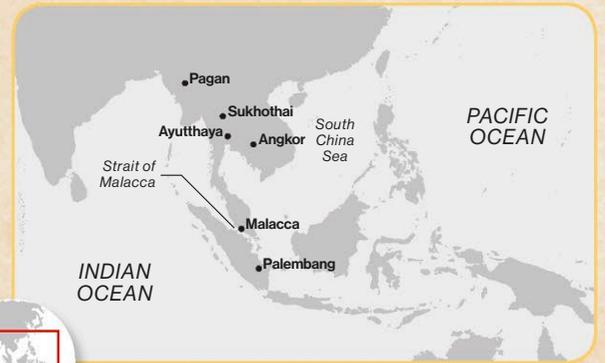 Pagan
Sukhothai
Ayutthaya
Angkor
South
China
Sea
PACIFIC
OCEAN
Strait of
Malacca
Malacca
Palembang
INDIAN
OCEAN